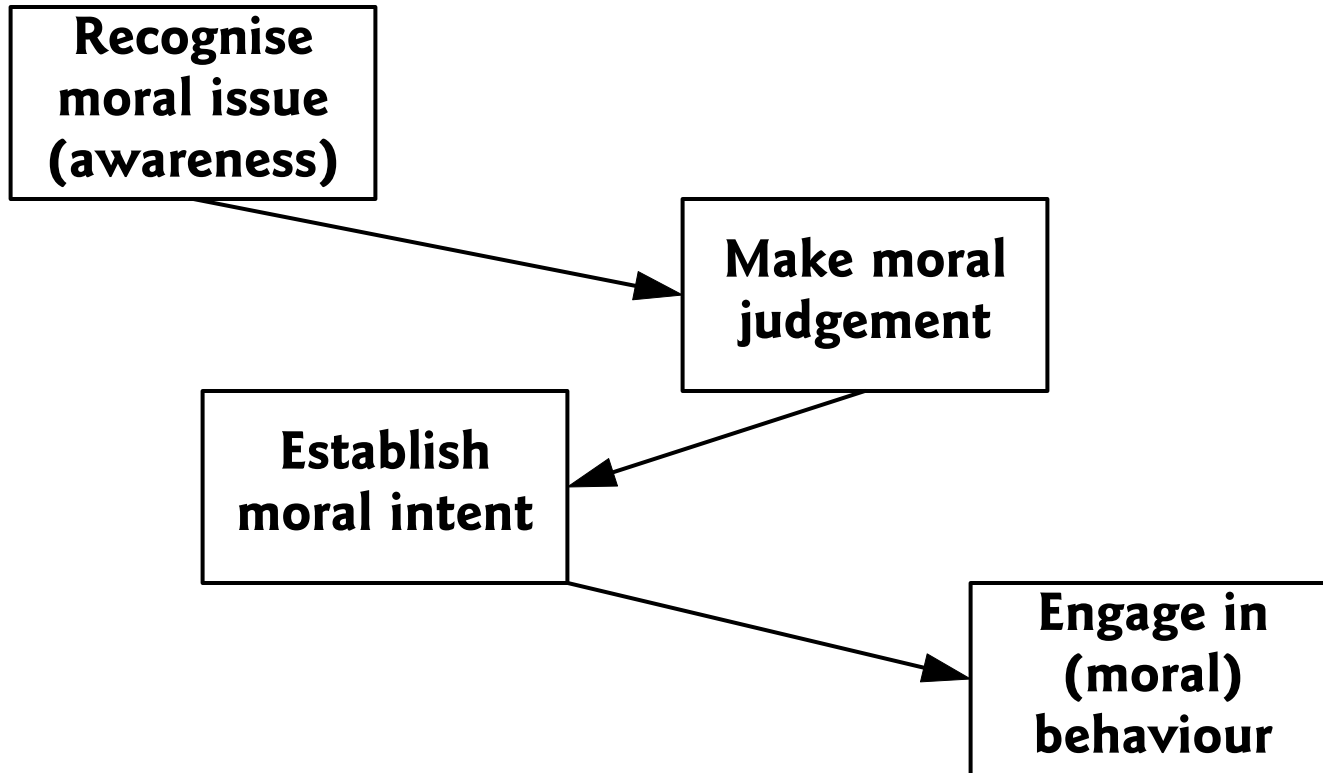 Recognise
moral issue
(awareness)
Make moral
judgement
Establish
moral intent
Engage in
(moral)
behaviour